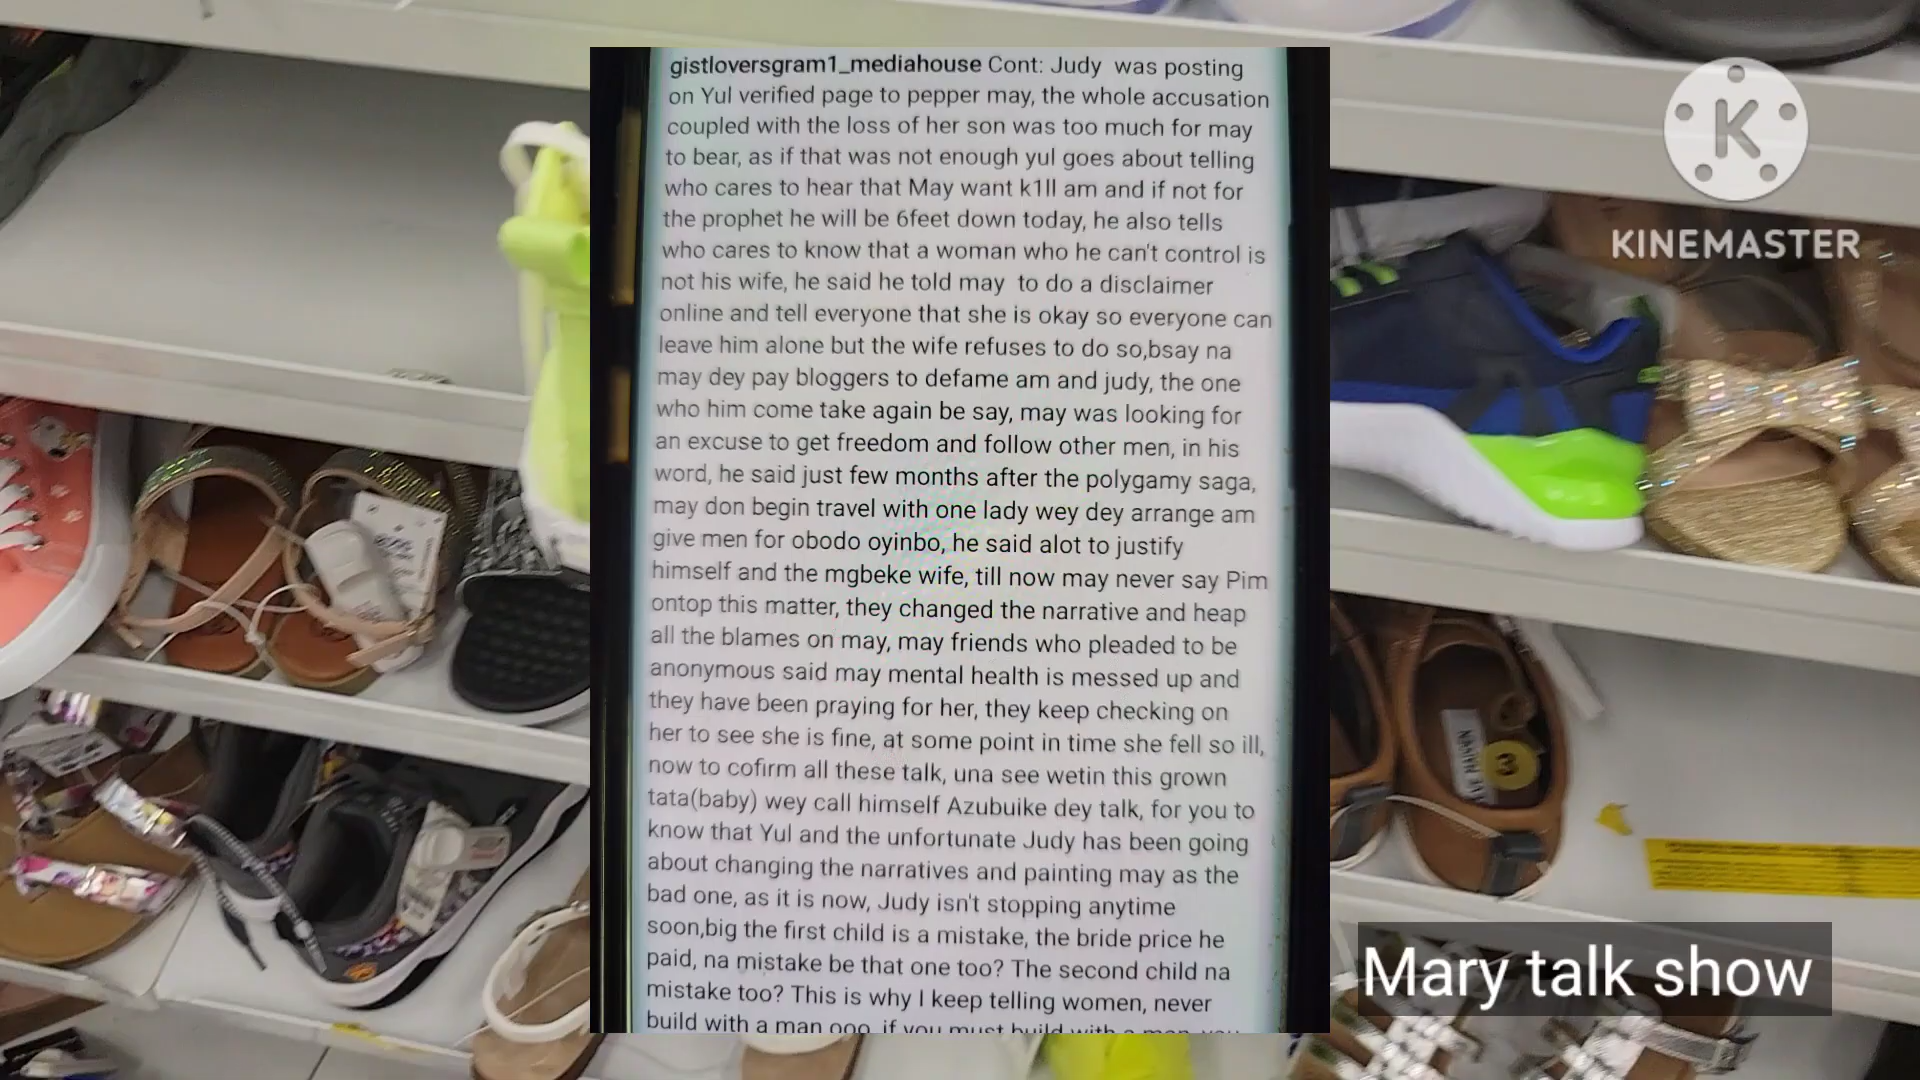 gistloversgram1_mediahouse Cont: Judy was posting
on Yul verified page to pepper may, the whole accusation
coupled with the loss of her son was too much for may
to bear, as if that was not enough yul goes about telling
who cares to hear that May want k1ll am and if not for
the prophet he will be 6feet down today, he also tells
who cares to know that a woman who he can't control is
not his wife, he said he told may to do a disclaimer
online and tell everyone that she is okay so everyone can
leave him alone but the wife refuses to do so,bsay na
may dey pay bloggers to defame am and judy, the one
who him come take again be say, may was looking for
an excuse to get freedom and follow other men, in his
word, he said just few months after the polygamy saga,
may don begin travel with one lady wey dey arrange am
give men for obodo oyinbo, he said alot to justify
himself and the mgbeke wife, till now may never say Pim
ontop this matter, they changed the narrative and heap
all the blames on may, may friends who pleaded to be
anonymous said may mental health is messed up and
they have been praying for her, they keep checking on
her to see she is fine, at some point in time she fell so ill,
now to cofirm all these talk, una see wetin this grown
tata(baby) wey call himself Azubuike dey talk, for you to
know that Yul and the unfortunate Judy has been going
about changing the narratives and painting may as the
bad one, as it is now, Judy isn't stopping anytime
soon,big the first child is a mistake, the bride price he
paid, na mistake be that one too? The second child na
mistake too? This is why I keep telling women, never
build with a man ooo, if you must build with a man, you
K
KINEMASTER
3
Mary talk show